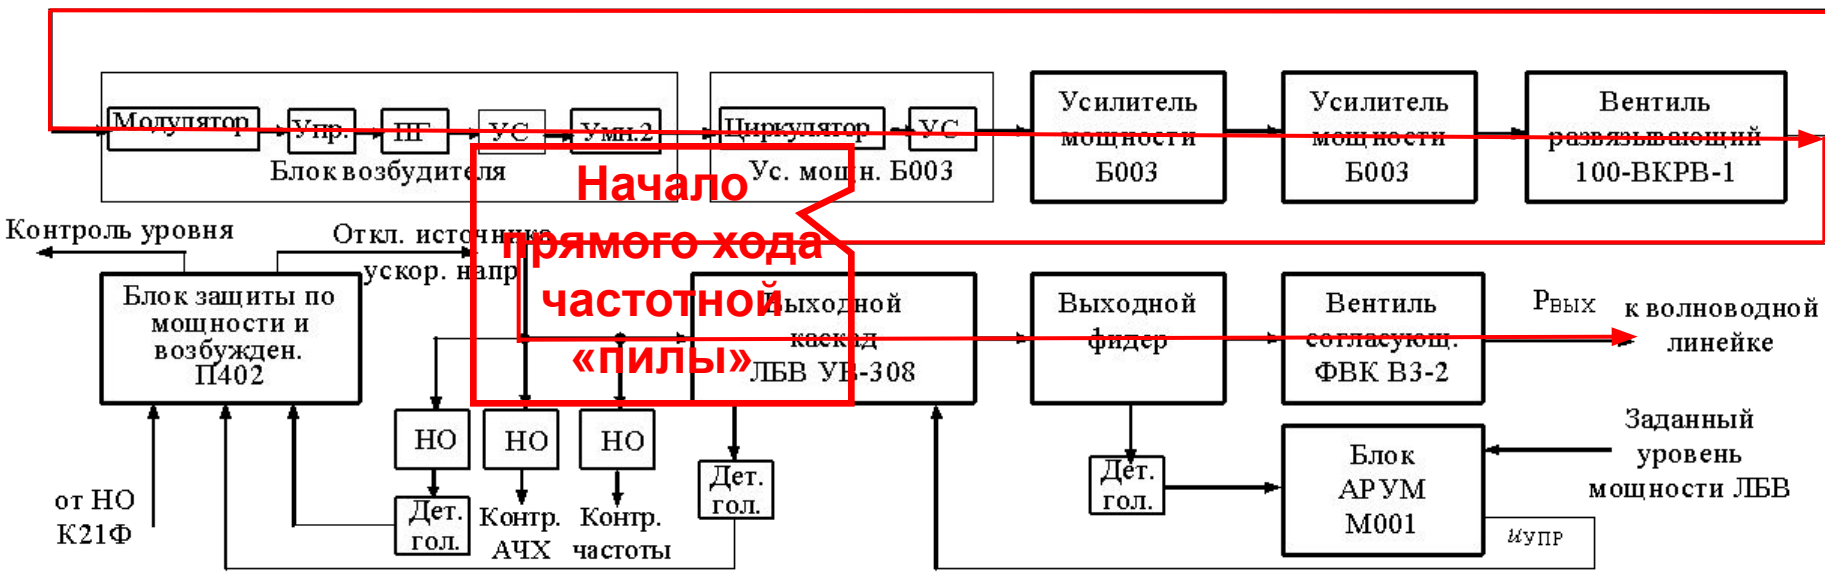 Модулятор
Упр.
ПГ
УС
Умн.2
Блок возбудителя
Циркулятор
УС
Ус. мощн. Б003
Усилитель
мощности
Б003
Усилитель
мощности
Б003
Вентиль
развязывающий
100-ВКРВ-1
Начало
прямого хода
частотной
«пилы»
Контроль уровня
Откл. источника
ускор. напр
Блок защиты по
мощности и
возбужден.
П402
Выходной
каскад
ЛБВ УВ-308
Выходной
фидер
Вентиль
согласующ.
ФВК В3-2
РВЫХ
к волноводной
линейке
НО
НО
НО
Дет.
гол.
Дет.
гол.
Блок
АРУМ
М001
Заданный
уровень
мощности ЛБВ
от НО
К21Ф
Дет.
гол.
Контр.
АЧХ
Контр.
частоты
uУПР